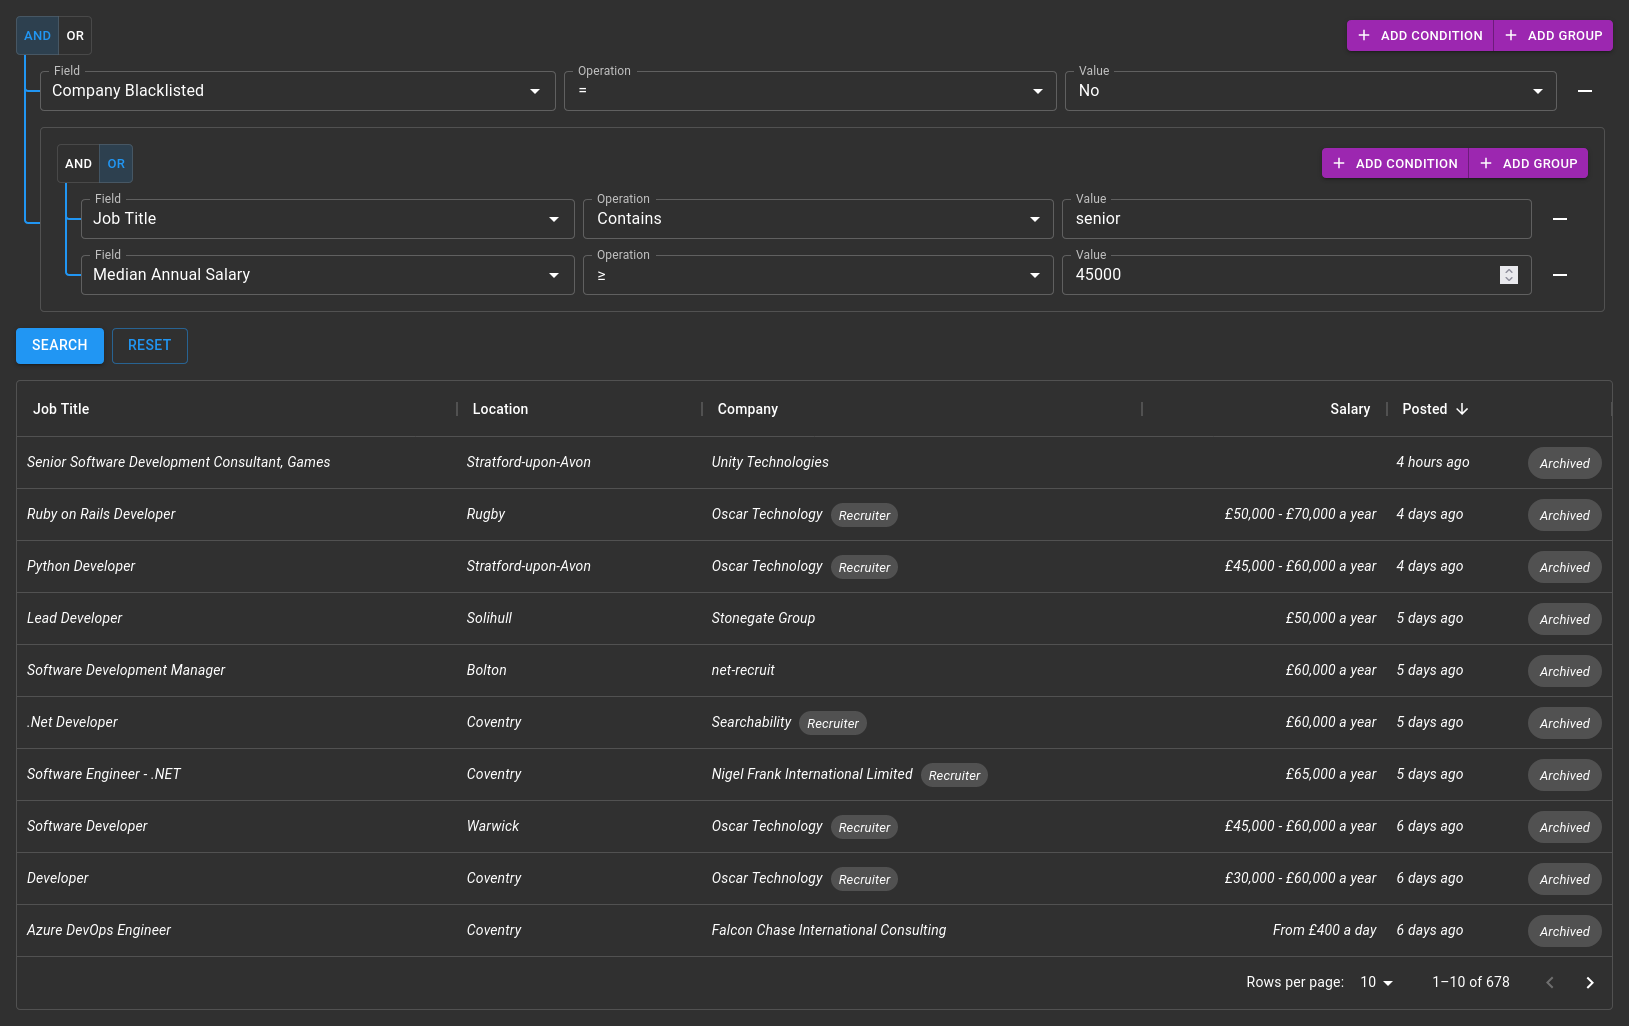 AND OR + ADD CONDITION + ADD GROUP
Field Operation Value
Company Blacklisted = No
AND OR + ADD CONDITION + ADD GROUP
Field Operation Value
Job Title Contains senior
Field Operation Value
Median Annual Salary ≥ 45000
SEARCH RESET
Job Title Location Company Salary Posted
Senior Software Development Consultant, Games Stratford-upon-Avon Unity Technologies 4 hours ago Archived
Ruby on Rails Developer Rugby Oscar Technology Recruiter £50,000 - £70,000 a year 4 days ago Archived
Python Developer Stratford-upon-Avon Oscar Technology Recruiter £45,000 - £60,000 a year 4 days ago Archived
Lead Developer Solihull Stonegate Group £50,000 a year 5 days ago Archived
Software Development Manager Bolton net-recruit £60,000 a year 5 days ago Archived
.Net Developer Coventry Searchability Recruiter £60,000 a year 5 days ago Archived
Software Engineer - .NET Coventry Nigel Frank International Limited Recruiter £65,000 a year 5 days ago Archived
Software Developer Warwick Oscar Technology Recruiter £45,000 - £60,000 a year 6 days ago Archived
Developer Coventry Oscar Technology Recruiter £30,000 - £60,000 a year 6 days ago Archived
Azure DevOps Engineer Coventry Falcon Chase International Consulting From £400 a day 6 days ago Archived
Rows per page: 10 1–10 of 678